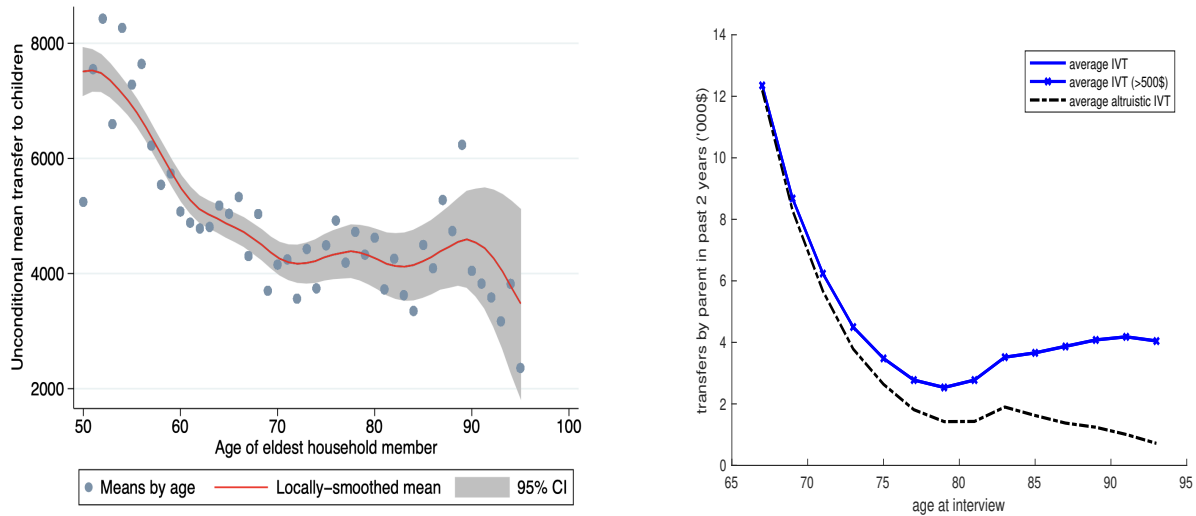 Unconditional mean transfer to children
8000
6000
4000
2000
50 60 70 80 90 100
Age of eldest household member
Means by age Locally-smoothed mean 95% CI
transfers by parent in past 2 years ('000$)
14
12
10
8
6
4
2
0
65 70 75 80 85 90 95
age at interview
average IVT
average IVT (>500$)
average altruistic IVT